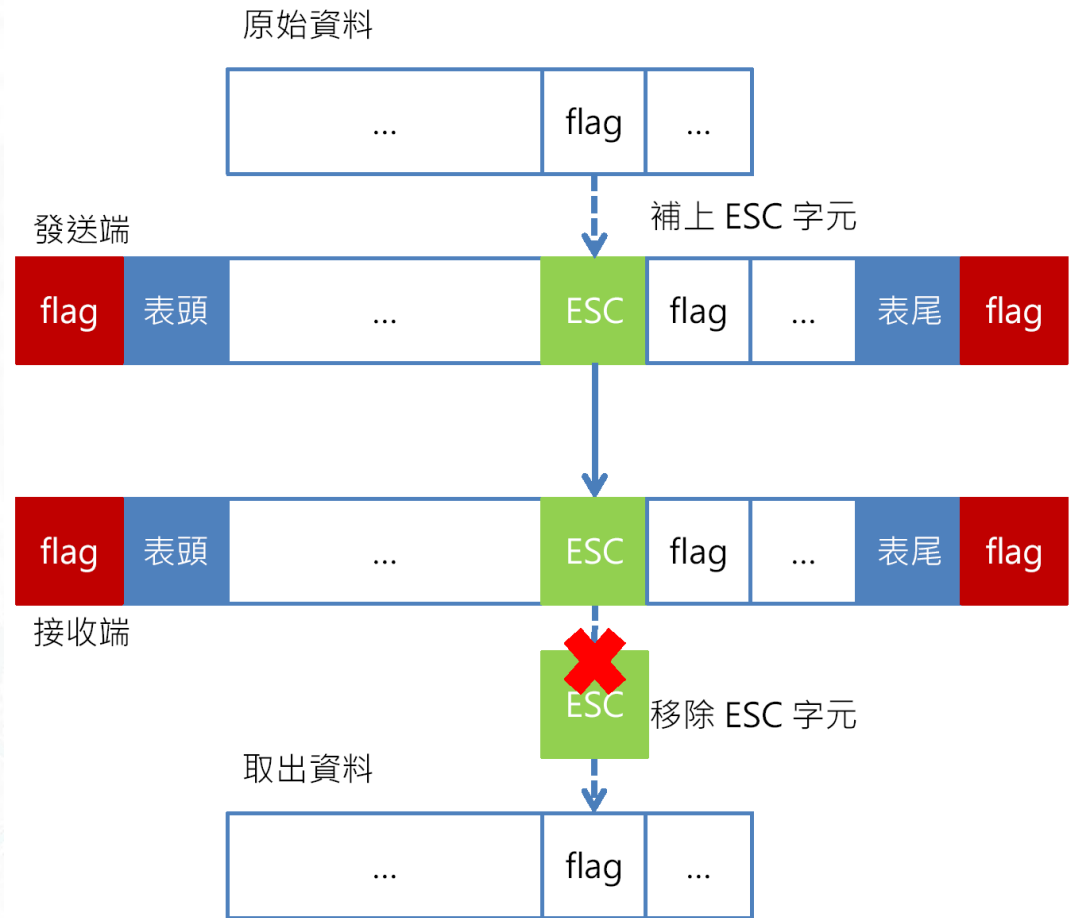 原始資料
... flag ...
發送端
補上 ESC 字元
flag 表頭 ... ESC flag ... 表尾 flag
flag 表頭 ... ESC flag ... 表尾 flag
接收端
ESC
移除 ESC 字元
取出資料
... flag ...